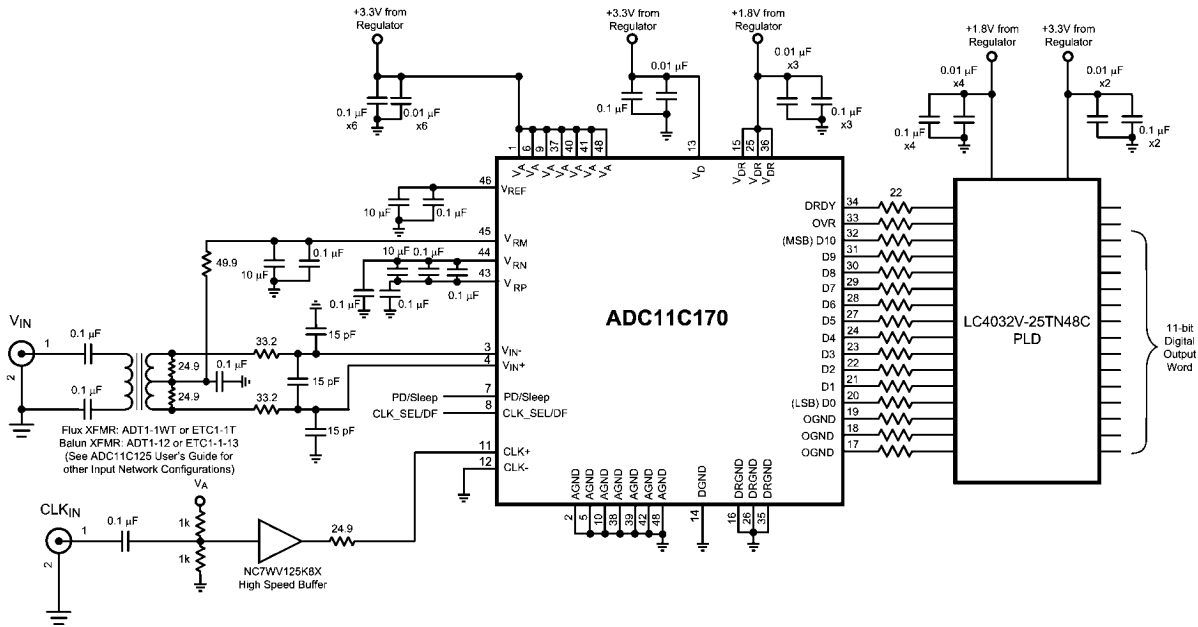 +3.3V from
Regulator
+3.3V from
Regulator
+1.8V from
Regulator
+1.8V from
Regulator
+3.3V from
Regulator
0.1 µF
x6
0.01 µF
x6
0.01 µF
0.1 µF
0.01 µF
x3
0.1 µF
x3
0.01 µF
x4
0.1 µF
x4
0.01 µF
x2
0.1 µF
x2
1
6
9
37
40
41
48
13
15
25
36
VA
VA
VA
VA
VA
VA
VA
VD
VDR
VDR
VDR
46
VREF
10 µF
0.1 µF
45
VRM
49.9
10 µF
0.1 µF
44
VRN
43
VRP
10 µF
0.1 µF
0.1 µF
0.1 µF
0.1 µF
ADC11C170
DRDY 34
22
OVR 33
(MSB) D10 32
D9 31
D8 30
D7 29
D6 28
D5 27
D4 24
D3 23
D2 22
D1 21
(LSB) D0 20
OGND 19
OGND 18
OGND 17
LC4032V-25TN48C
PLD
11-bit
Digital
Output
Word
VIN
1
2
0.1 µF
0.1 µF
24.9
24.9
0.1 µF
33.2
33.2
15 pF
15 pF
15 pF
3
VIN-
4
VIN+
PD/Sleep
7
PD/Sleep
CLK_SEL/DF
8
CLK_SEL/DF
11
CLK+
12
CLK-
Flux XFMR: ADT1-1WT or ETC1-1T
Balun XFMR: ADT1-12 or ETC1-1-13
(See ADC11C125 User's Guide for
other Input Network Configurations)
VA
CLKIN
1
2
0.1 µF
1k
1k
24.9
NC7WV125K8X
High Speed Buffer
AGND
AGND
AGND
AGND
AGND
AGND
AGND
DGND
DRGND
DRGND
DRGND
2
5
10
38
39
42
48
14
16
26
35